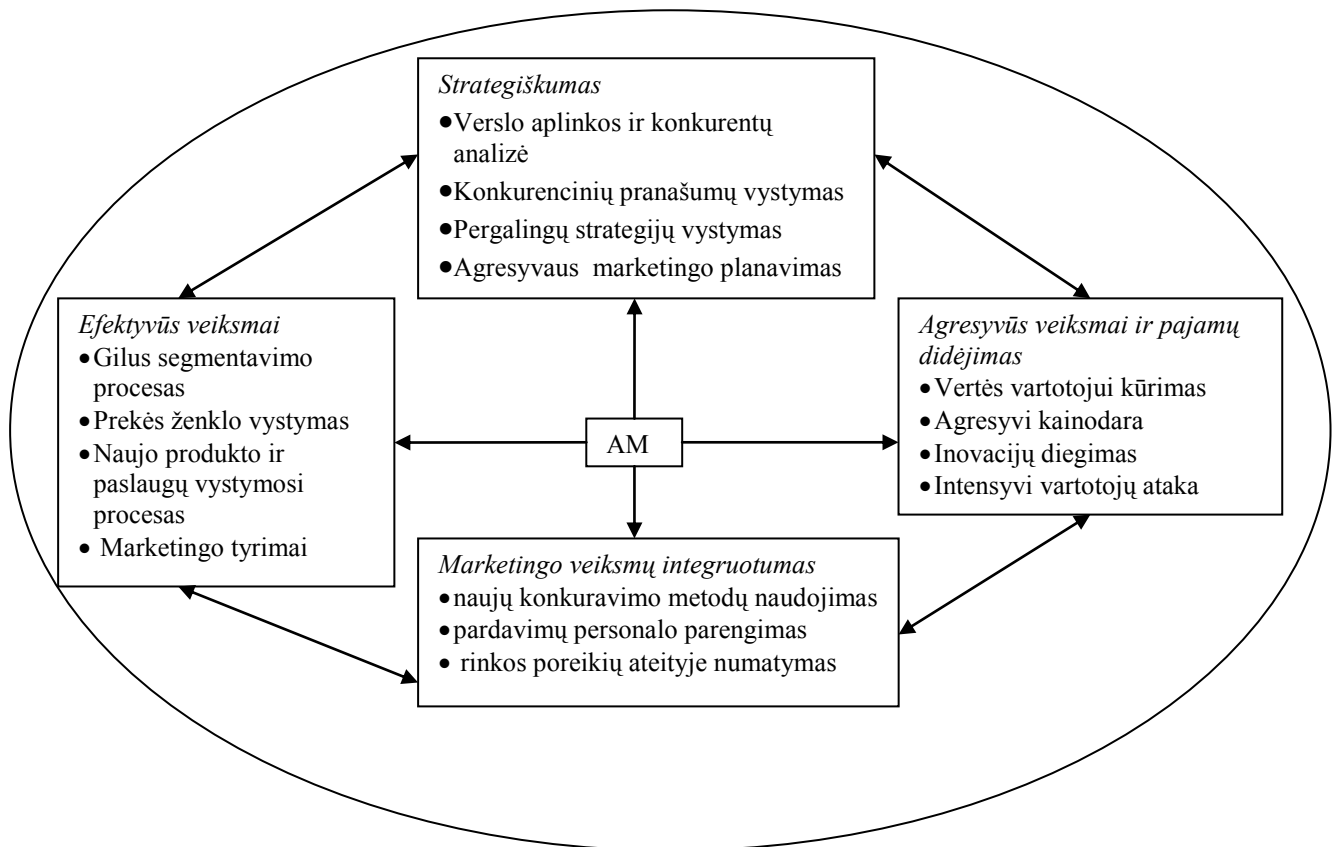 Strategiškumas
•Verslo aplinkos ir konkurentų
analizė
•Konkurencinių pranašumų vystymas
•Pergalingų strategijų vystymas
•Agresyvaus marketingo planavimas
Efektyvūs veiksmai
•Gilus segmentavimo
procesas
•Prekės ženklo vystymas
•Naujo produkto ir
paslaugų vystymosi
procesas
• Marketingo tyrimai
AM
Agresyvūs veiksmai ir pajamų
didėjimas
•Vertės vartotojui kūrimas
•Agresyvi kainodara
•Inovacijų diegimas
•Intensyvi vartotojų ataka
Marketingo veiksmų integruotumas
•naujų konkuravimo metodų naudojimas
•pardavimų personalo parengimas
• rinkos poreikių ateityje numatymas